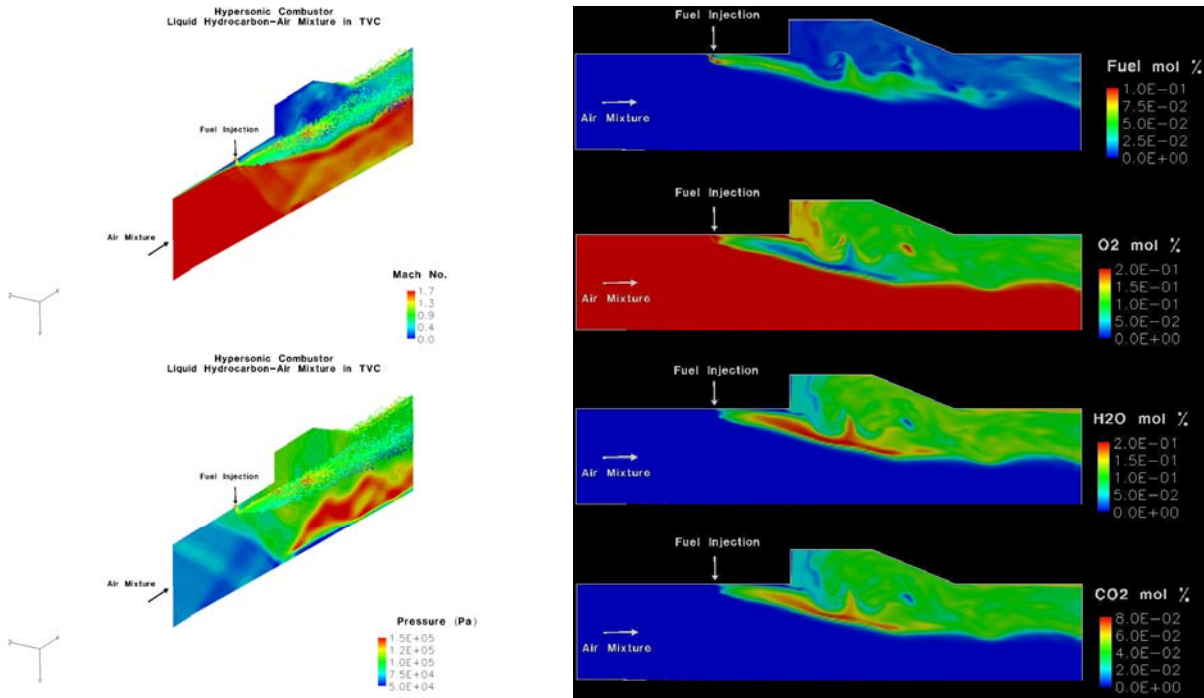 Hypersonic Combustor
Liquid Hydrocarbon-Air Mixture in TVC
Fuel Injection
Air Mixture
Mach No.
1.7
1.3
0.9
0.4
0.0
Hypersonic Combustor
Liquid Hydrocarbon-Air Mixture in TVC
Fuel Injection
Air Mixture
Pressure (Pa)
1.5E+05
1.2E+05
1.0E+05
7.5E+04
5.0E+04
Fuel Injection
Air Mixture
Fuel mol %
1.0E-01
7.5E-02
5.0E-02
2.5E-02
0.0E+00
Fuel Injection
Air Mixture
O2 mol %
2.0E-01
1.5E-01
1.0E-01
5.0E-02
0.0E+00
Fuel Injection
Air Mixture
H2O mol %
2.0E-01
1.5E-01
1.0E-01
5.0E-02
0.0E+00
Fuel Injection
Air Mixture
CO2 mol %
8.0E-02
6.0E-02
4.0E-02
2.0E-02
0.0E+00